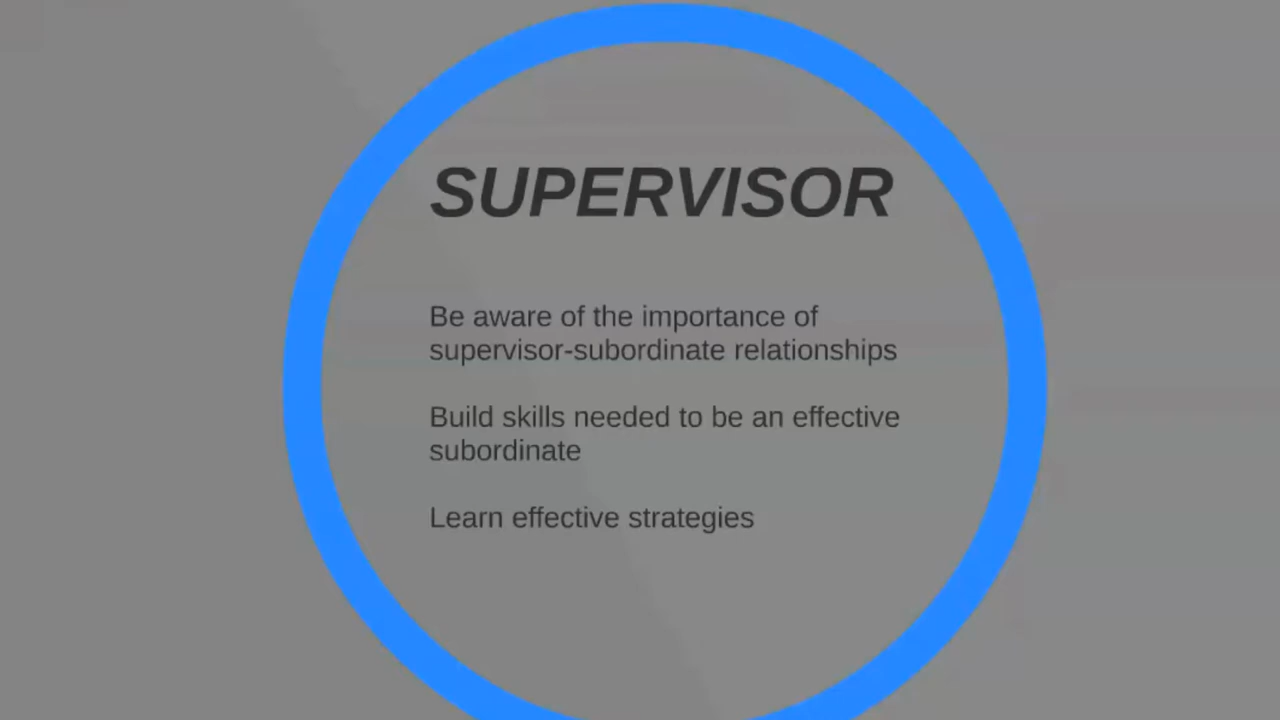 SUPERVISOR
Be aware of the importance of
supervisor-subordinate relationships
Build skills needed to be an effective
subordinate
Learn effective strategies